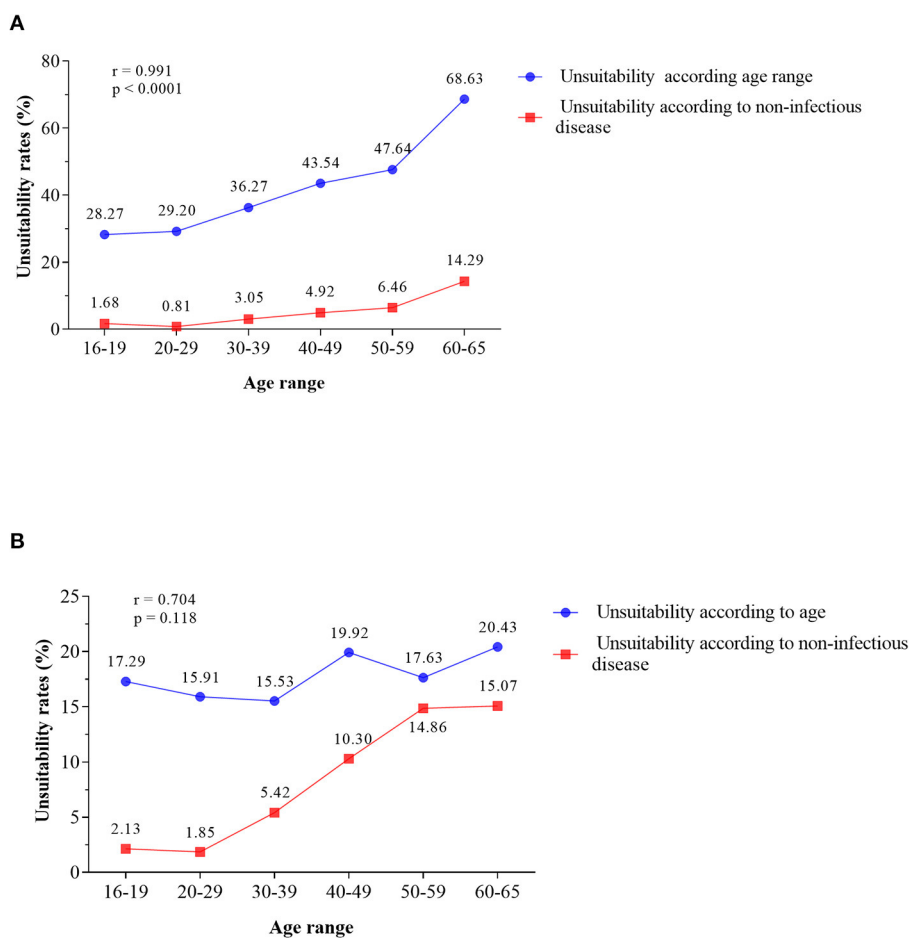 A
r = 0.991
p < 0.0001
Unsuitability rates (%)
80
60
40
20
0
28.27
29.20
36.27
43.54
47.64
68.63
1.68
0.81
3.05
4.92
6.46
14.29
16-19
20-29
30-39
40-49
50-59
60-65
Age range
Unsuitability according age range
Unsuitability according to non-infectious
disease
B
r = 0.704
p = 0.118
Unsuitability rates (%)
25
20
15
10
5
0
17.29
15.91
15.53
19.92
17.63
20.43
2.13
1.85
5.42
10.30
14.86
15.07
16-19
20-29
30-39
40-49
50-59
60-65
Age range
Unsuitability according to age
Unsuitability according to non-infectious
disease